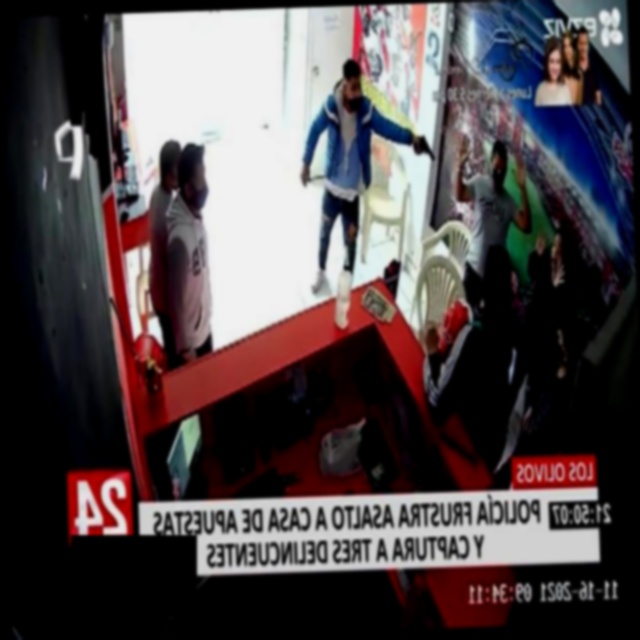 EZVIZ
LOS OLIVOS
24
21:50:07
POLICÍA FRUSTRA ASALTO A CASA DE APUESTAS
Y CAPTURA A TRES DELINCUENTES
11-16-2021 09:34:11